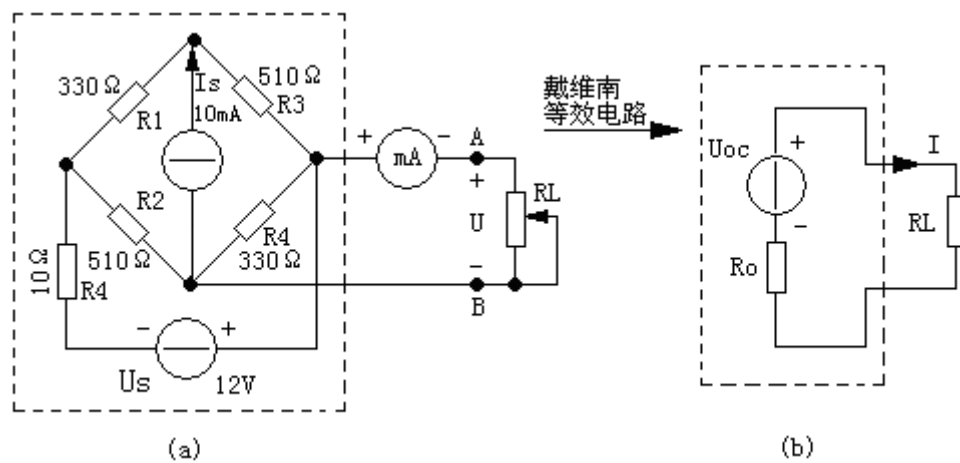 330Ω
R1
Is
10mA
510Ω
R3
R2
510Ω
R4
330Ω
10Ω
R4
-
+
Us
12V
+
mA
-
A
+
U
-
B
RL
(a)
戴维南
等效电路
Uoc
+
-
Ro
I
RL
(b)